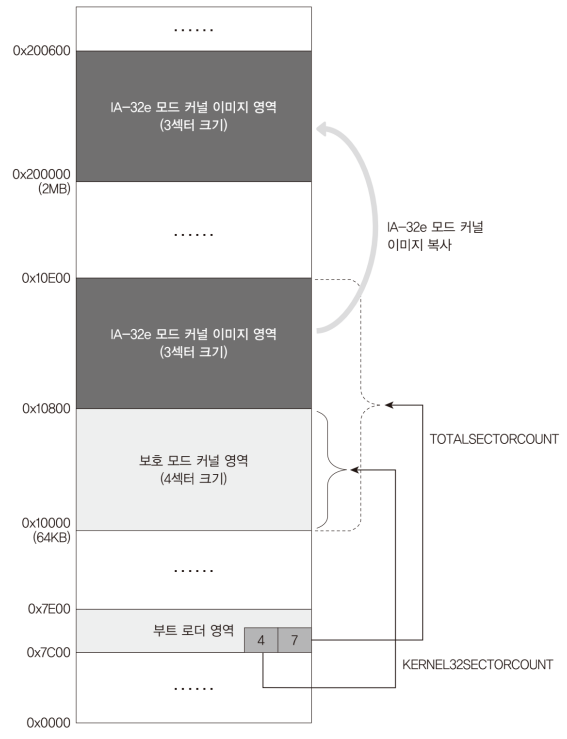 ......
0x200600
IA-32e 모드 커널 이미지 영역
(3섹터 크기)
0x200000
(2MB)
......
IA-32e 모드 커널
이미지 복사
0x10E00
IA-32e 모드 커널 이미지 영역
(3섹터 크기)
0x10800
TOTALSECTORCOUNT
보호 모드 커널 영역
(4섹터 크기)
0x10000
(64KB)
......
0x7E00
부트 로더 영역
4 7
0x7C00
KERNEL32SECTORCOUNT
......
0x0000